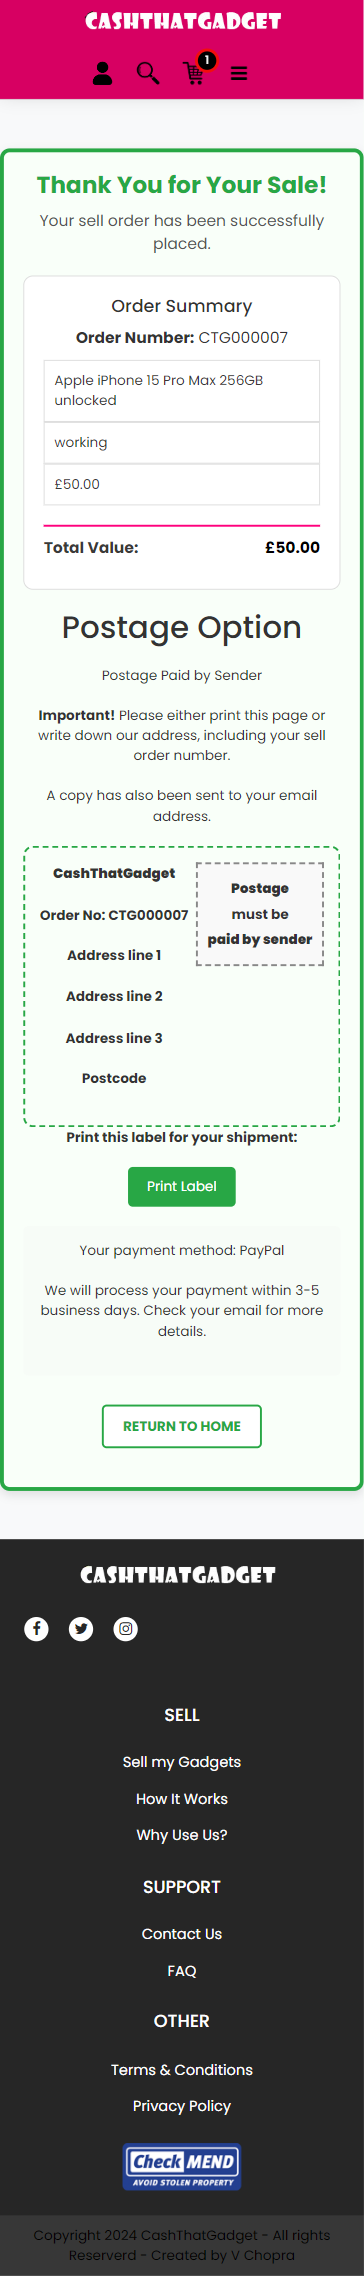 CASHTHATGADGET
1
Thank You for Your Sale!
Your sell order has been successfully
placed.
Order Summary
Order Number: CTG000007
Apple iPhone 15 Pro Max 256GB
unlocked
working
£50.00
Total Value: £50.00
Postage Option
Postage Paid by Sender
Important! Please either print this page or
write down our address, including your sell
order number.
A copy has also been sent to your email
address.
CashThatGadget
Order No: CTG000007
Address line 1
Address line 2
Address line 3
Postcode
Postage
must be
paid by sender
Print this label for your shipment:
Print Label
Your payment method: PayPal
We will process your payment within 3-5
business days. Check your email for more
details.
RETURN TO HOME
CASHTHATGADGET
SELL
Sell my Gadgets
How It Works
Why Use Us?
SUPPORT
Contact Us
FAQ
OTHER
Terms & Conditions
Privacy Policy
Check MEND
AVOID STOLEN PROPERTY
Copyright 2024 CashThatGadget - All rights
Reserverd - Created by V Chopra